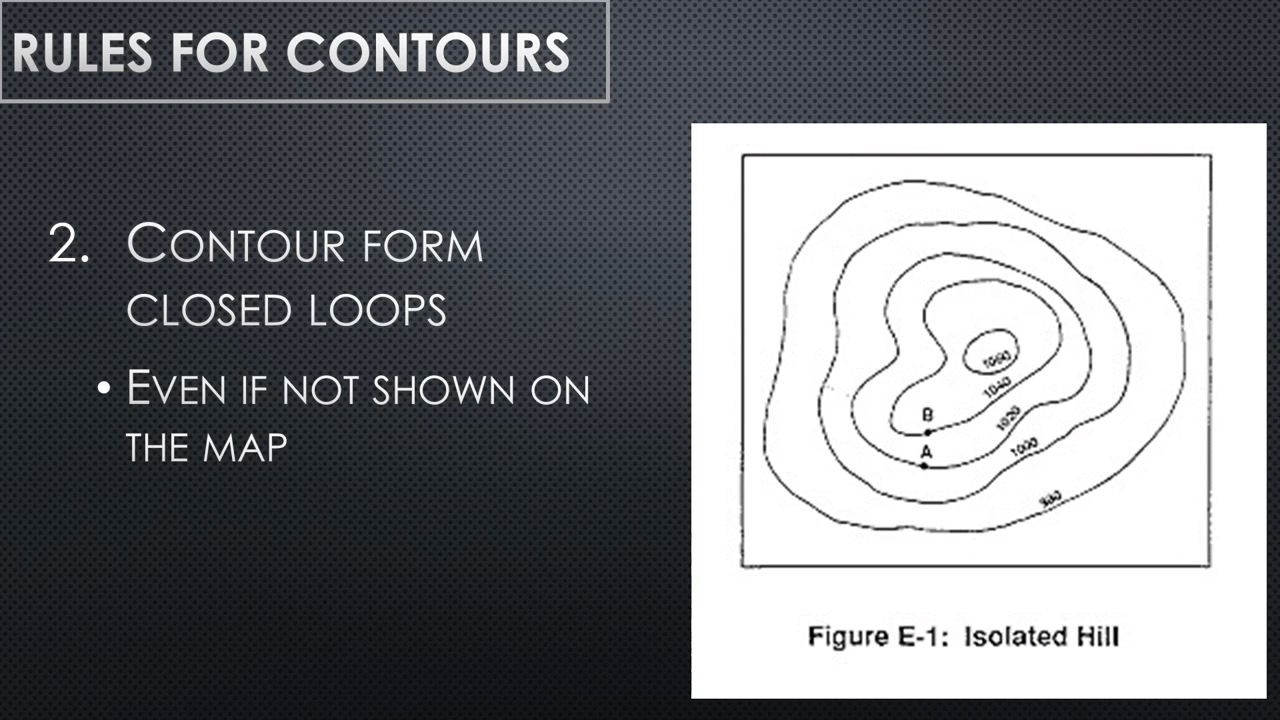 RULES FOR CONTOURS
2. CONTOUR FORM
CLOSED LOOPS
• EVEN IF NOT SHOWN ON
THE MAP
1060
1040
B
1020
A
1000
980
Figure E-1: Isolated Hill